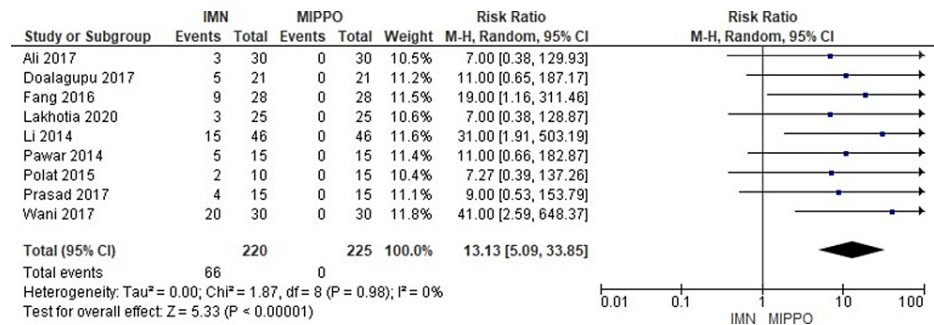 IMN MIPPO Risk Ratio Risk Ratio
Study or Subgroup Events Total Events Total Weight M-H, Random, 95% CI M-H, Random, 95% CI
Ali 2017 3 30 0 30 10.5% 7.00 [0.38, 129.93]
Doalagupu 2017 5 21 0 21 11.2% 11.00 [0.65, 187.17]
Fang 2016 9 28 0 28 11.5% 19.00 [1.16, 311.46]
Lakhotia 2020 3 25 0 25 10.6% 7.00 [0.38, 128.87]
Li 2014 15 46 0 46 11.6% 31.00 [1.91, 503.19]
Pawar 2014 5 15 0 15 11.4% 11.00 [0.66, 182.87]
Polat 2015 2 10 0 15 10.4% 7.27 [0.39, 137.26]
Prasad 2017 4 15 0 15 11.1% 9.00 [0.53, 153.79]
Wani 2017 20 30 0 30 11.8% 41.00 [2.59, 648.37]
Total (95% CI) 220 225 100.0% 13.13 [5.09, 33.85]
Total events 66 0
Heterogeneity: Tau² = 0.00; Chi² = 1.87, df = 8 (P = 0.98); I² = 0%
Test for overall effect: Z = 5.33 (P < 0.00001)
0.01 0.1 1 10 100
IMN MIPPO